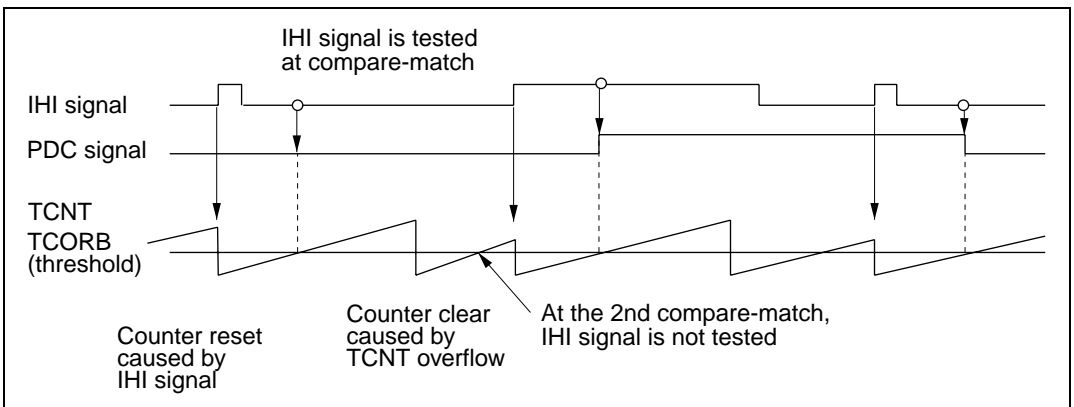 IHI signal is tested
at compare-match
IHI signal
PDC signal
TCNT
TCORB
(threshold)
Counter reset
caused by
IHI signal
Counter clear
caused by
TCNT overflow
At the 2nd compare-match,
IHI signal is not tested